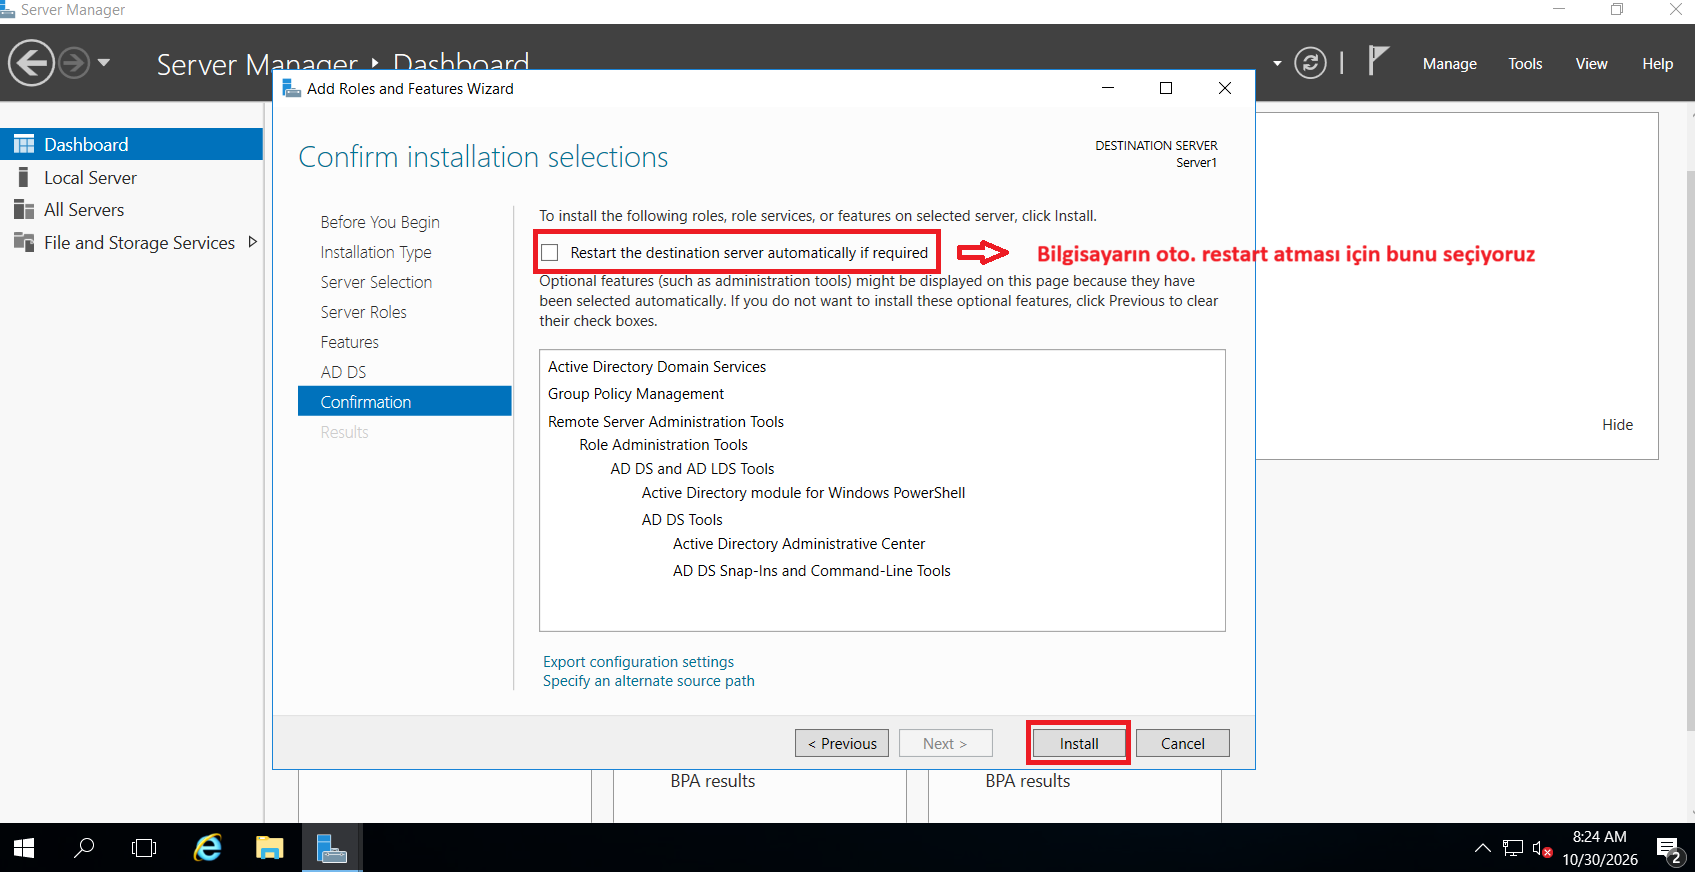 Server Manager
Server Manager ‣ Dashboard
Manage
Tools
View
Help
Dashboard
Local Server
All Servers
File and Storage Services
Add Roles and Features Wizard
Confirm installation selections
DESTINATION SERVER
Server1
Before You Begin
Installation Type
Server Selection
Server Roles
Features
AD DS
Confirmation
Results
To install the following roles, role services, or features on selected server, click Install.
Restart the destination server automatically if required
Bilgisayarın oto. restart atması için bunu seçiyoruz
Optional features (such as administration tools) might be displayed on this page because they have
been selected automatically. If you do not want to install these optional features, click Previous to clear
their check boxes.
Active Directory Domain Services
Group Policy Management
Remote Server Administration Tools
Role Administration Tools
AD DS and AD LDS Tools
Active Directory module for Windows PowerShell
AD DS Tools
Active Directory Administrative Center
AD DS Snap-Ins and Command-Line Tools
Hide
Export configuration settings
Specify an alternate source path
< Previous
Next >
Install
Cancel
BPA results
BPA results
8:24 AM
10/30/2026
2